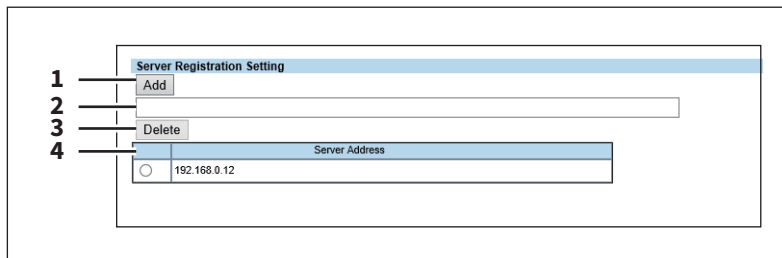 Server Registration Setting
1 Add
2
3 Delete
4 Server Address
192.168.0.12